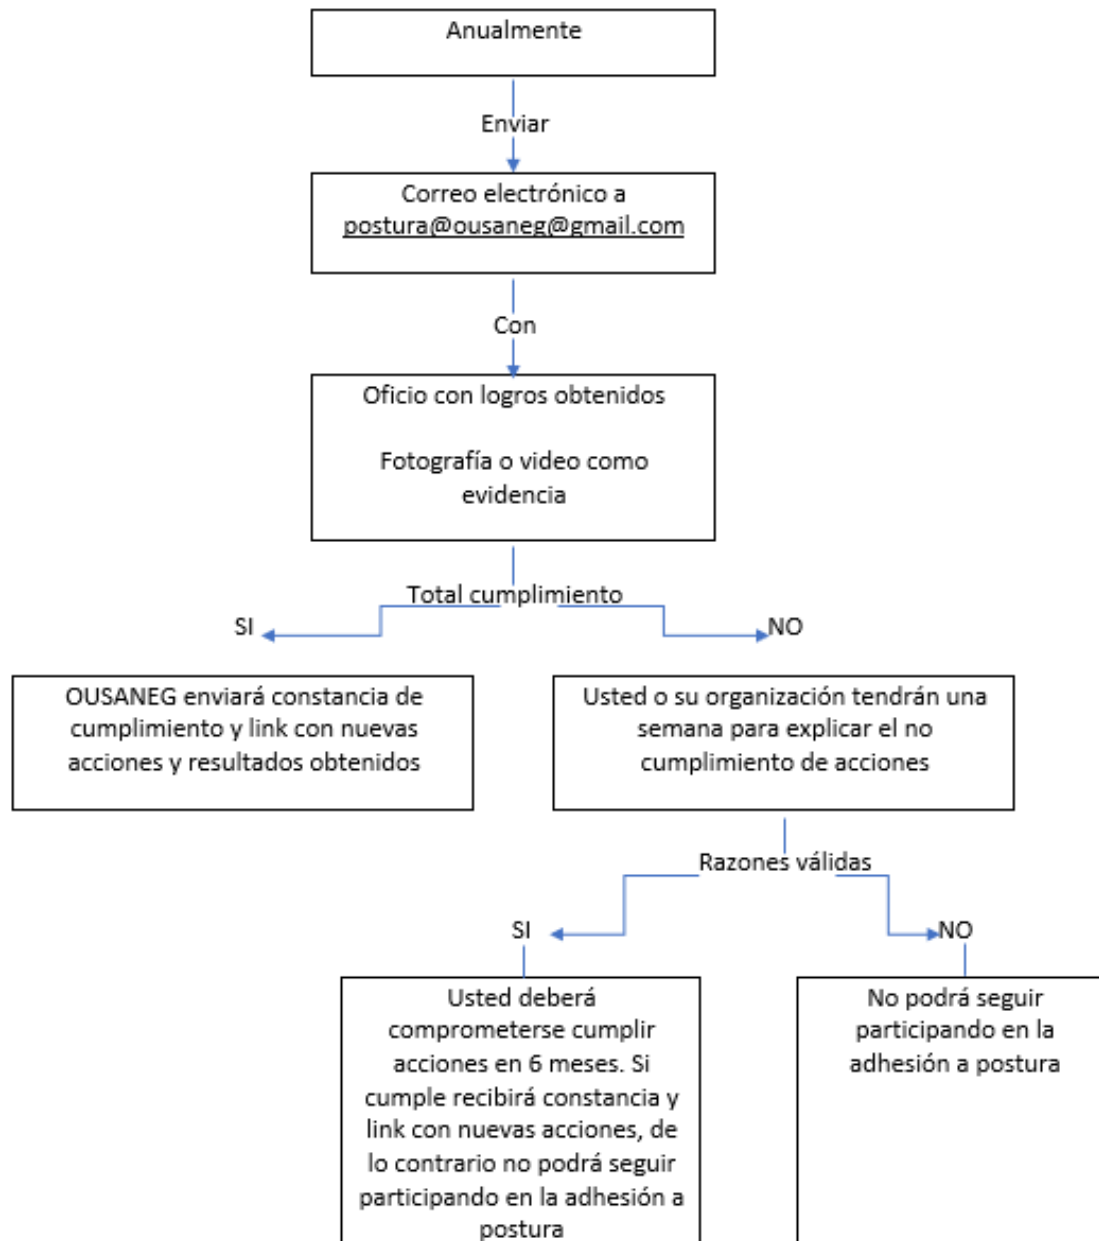 Anualmente
Enviar
Correo electrónico a
postura@ousaneg@gmail.com
Con
Oficio con logros obtenidos
Fotografía o video como
evidencia
Total cumplimiento
SI
NO
OUSANEG enviará constancia de
cumplimiento y link con nuevas
acciones y resultados obtenidos
Usted o su organización tendrán una
semana para explicar el no
cumplimiento de acciones
Razones válidas
SI
NO
Usted deberá
comprometerse cumplir
acciones en 6 meses. Si
cumple recibirá constancia y
link con nuevas acciones, de
lo contrario no podrá seguir
participando en la adhesión a
postura
No podrá seguir
participando en la
adhesión a postura